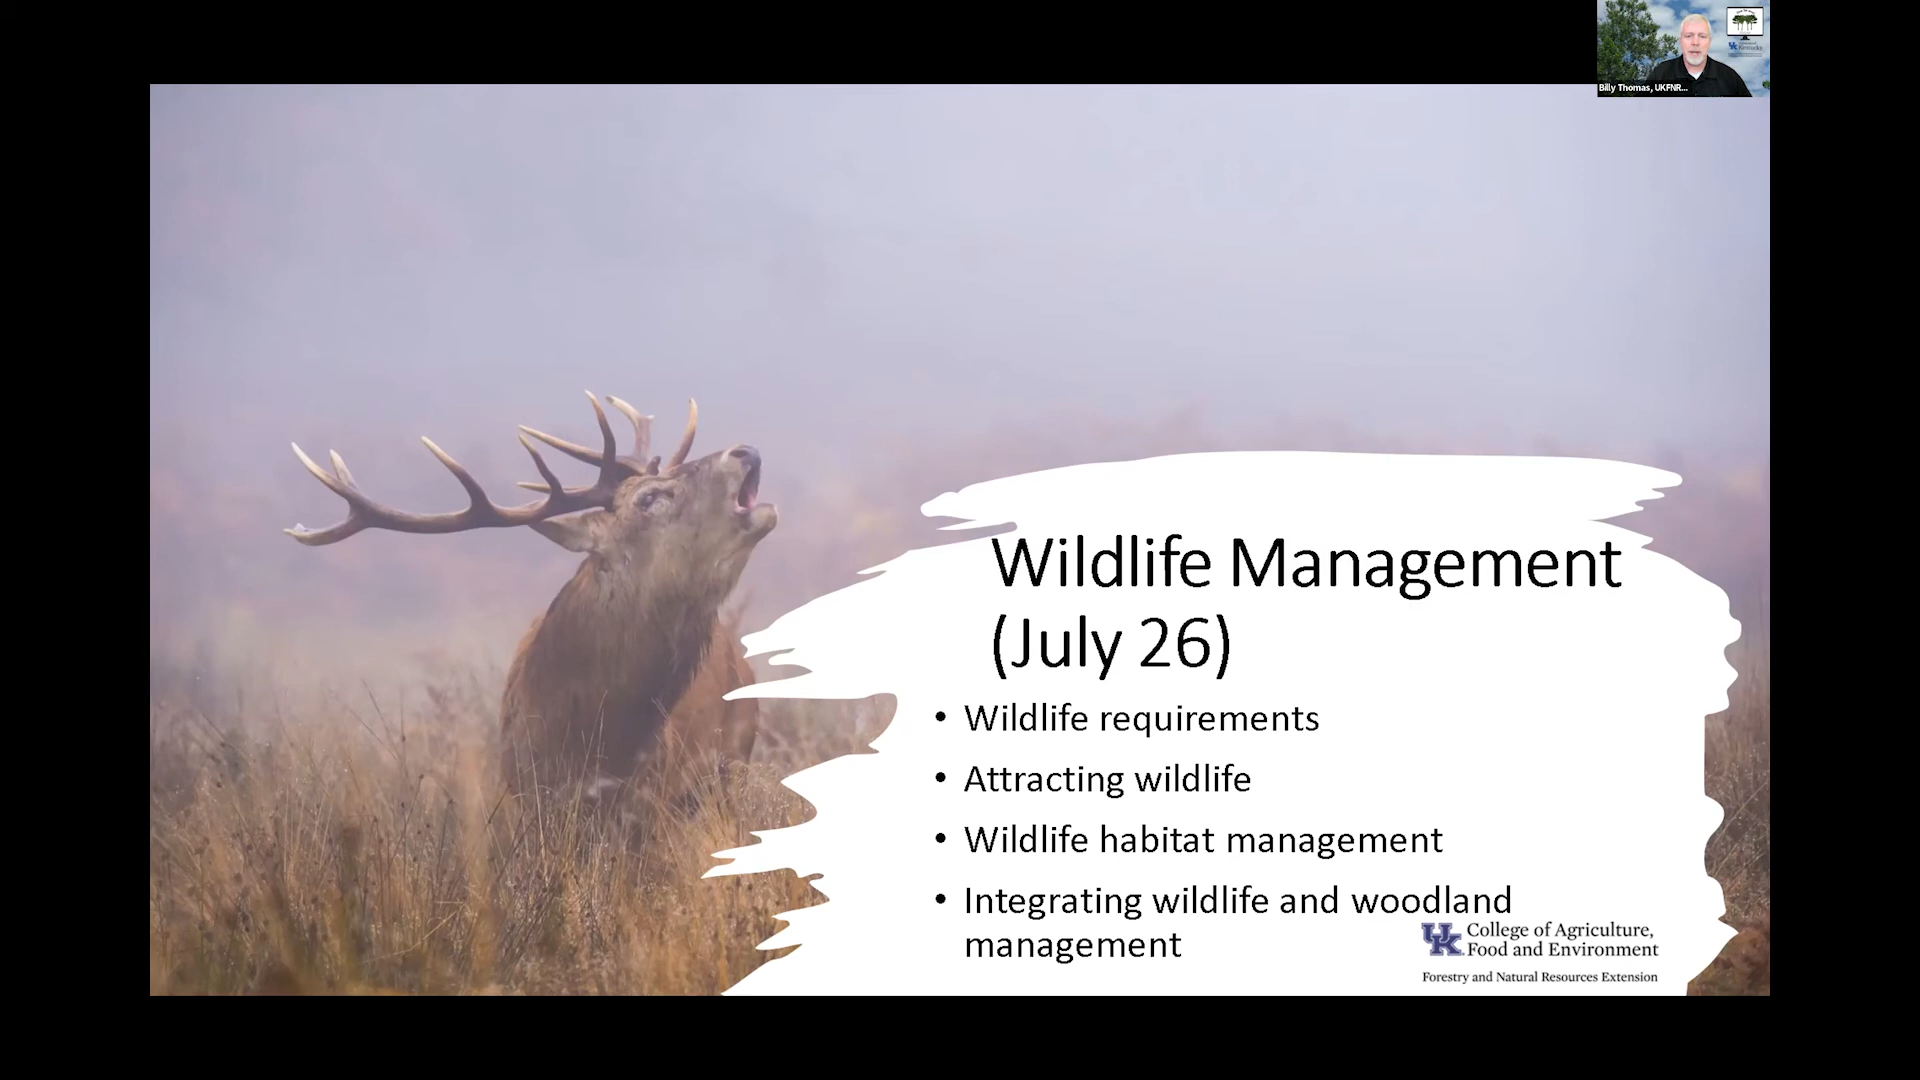 Billy Thomas, UKFNR...
Wildlife Management
(July 26)
• Wildlife requirements
• Attracting wildlife
• Wildlife habitat management
• Integrating wildlife and woodland
management
UK College of Agriculture,
Food and Environment
Forestry and Natural Resources Extension